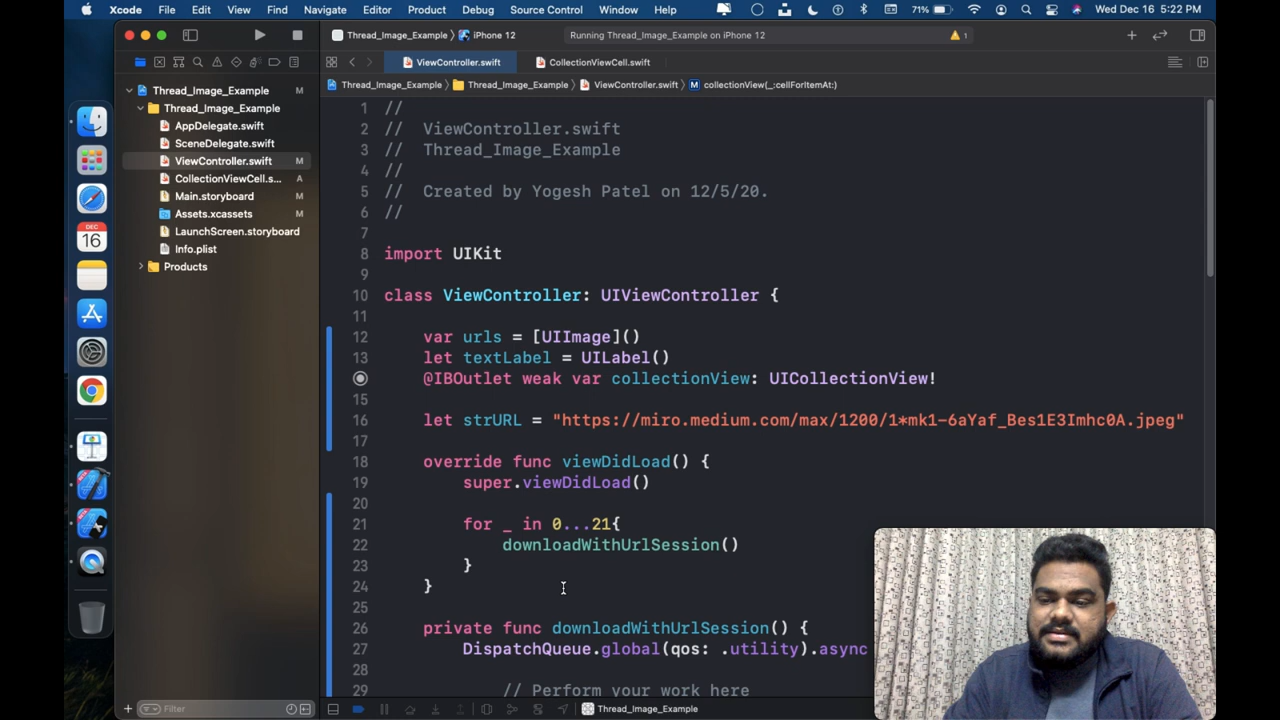 Xcode File Edit View Find Navigate Editor Product Debug Source Control Window Help 71% Wed Dec 16 5:22 PM
Thread_Image_Example iPhone 12 Running Thread_Image_Example on iPhone 12 1
ViewController.swift CollectionViewCell.swift
Thread_Image_Example Thread_Image_Example ViewController.swift M collectionView(_:cellForItemAt:)
Thread_Image_Example M
Thread_Image_Example
AppDelegate.swift
SceneDelegate.swift
ViewController.swift M
CollectionViewCell.s... A
Main.storyboard M
Assets.xcassets M
LaunchScreen.storyboard
Info.plist
Products
DEC
16
1 //
2 // ViewController.swift
3 // Thread_Image_Example
4 //
5 // Created by Yogesh Patel on 12/5/20.
6 //
7
8 import UIKit
9
10 class ViewController: UIViewController {
11
12 var urls = [UIImage]()
13 let textLabel = UILabel()
@IBOutlet weak var collectionView: UICollectionView!
15
16 let strURL = "https://miro.medium.com/max/1200/1*mk1-6aYaf_Bes1E3Imhc0A.jpeg"
17
18 override func viewDidLoad() {
19 super.viewDidLoad()
20
21 for _ in 0...21{
22 downloadWithUrlSession()
23 }
24 }
25
26 private func downloadWithUrlSession() {
27 DispatchQueue.global(qos: .utility).async
28
29 // Perform your work here
Filter
Thread_Image_Example